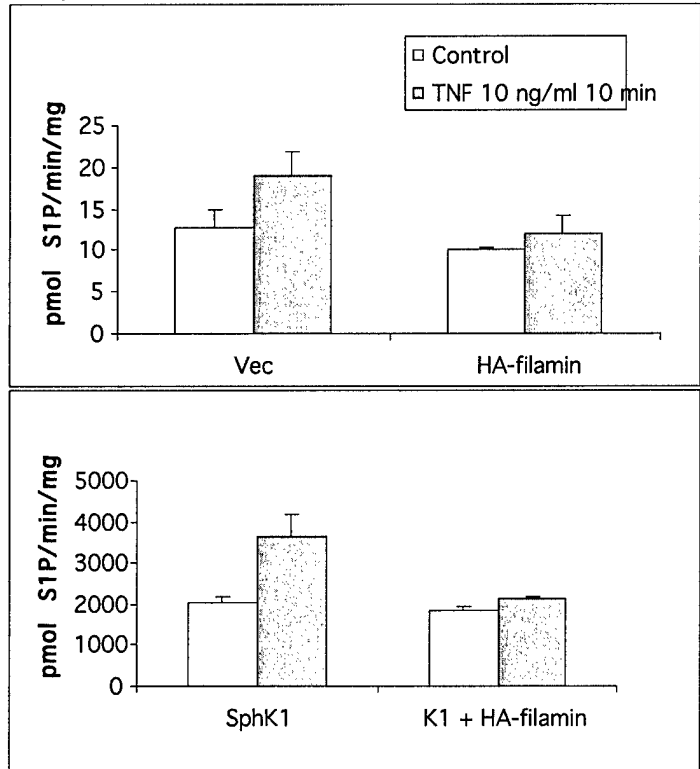 Control
TNF 10 ng/ml 10 min
pmol S1P/min/mg
25
20
15
10
5
0
Vec HA-filamin
pmol S1P/min/mg
5000
4000
3000
2000
1000
0
SphK1 K1 + HA-filamin